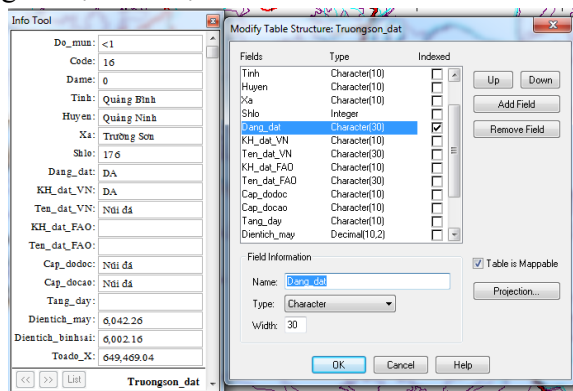 Info Tool
Do_mun: <1
Code: 16
Dame: 0
Tinh: Quảng Bình
Huyen: Quảng Ninh
Xa: Trường Sơn
Shlo: 176
Dang_dat: DA
KH_dat_VN: DA
Ten_dat_VN: Núi đá
KH_dat_FAO:
Ten_dat_FAO:
Cap_dodoc: Núi đá
Cap_docao: Núi đá
Tang_day:
Dientich_may: 6,042.16
Dientich_binhsai: 6,002.16
Toado_X: 649,469.04
<< >> List Truongson_dat
Modify Table Structure: Truongson_dat
Fields Type Indexed
Tinh Character(10)
Huyen Character(10)
Xa Character(10)
Shlo Integer
Dang_dat Character(30)
KH_dat_VN Character(10)
Ten_dat_VN Character(30)
KH_dat_FAO Character(10)
Ten_dat_FAO Character(30)
Cap_dodoc Character(10)
Cap_docao Character(10)
Tang_day Character(10)
Dientich_may Decimal(10,2)
Up Down
Add Field
Remove Field
Field Information
Name: Dang_dat
Type: Character
Width: 30
Table is Mappable
Projection...
OK Cancel Help